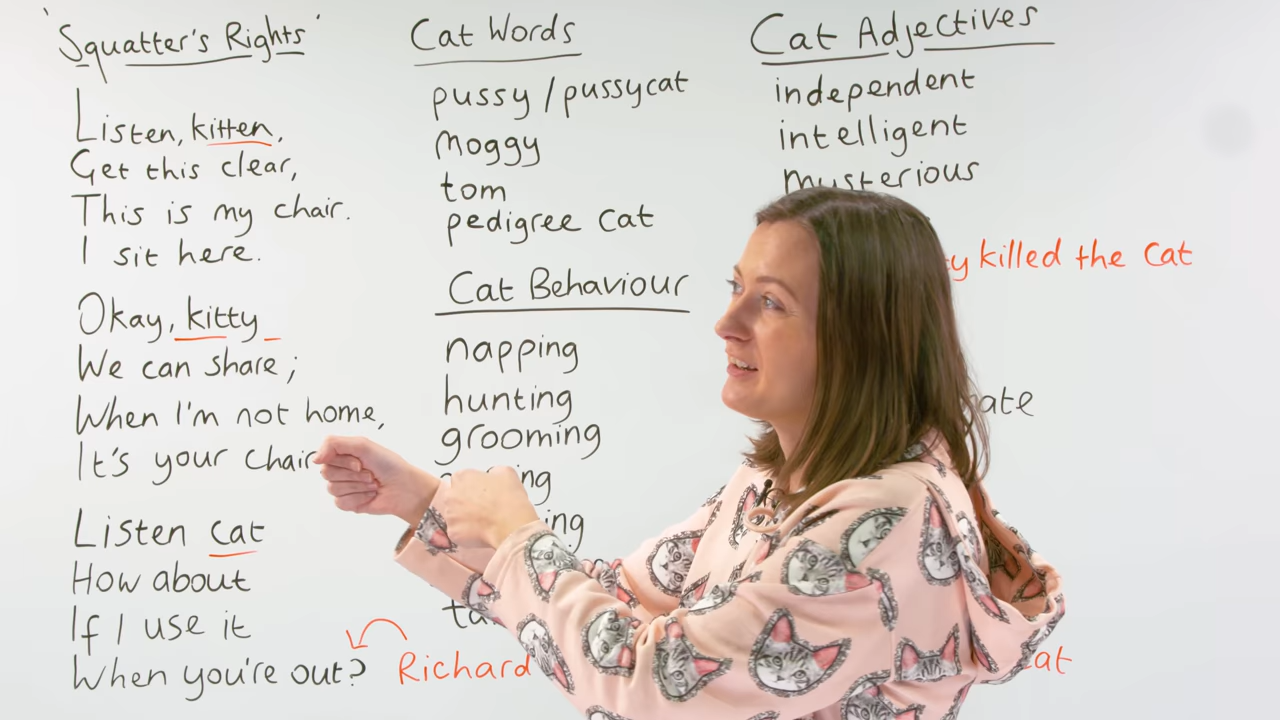 'Squatter's Rights'
Listen, kitten,
Get this clear,
This is my chair.
I sit here.
Okay, kitty
We can share;
When I'm not home,
It's your chair
Listen cat
How about
If I use it
When you're out?
Richard
Cat Words
pussy / pussycat
moggy
tom
pedigree cat
Cat Behaviour
napping
hunting
grooming
Cat Adjectives
independent
intelligent
mysterious
killed the cat